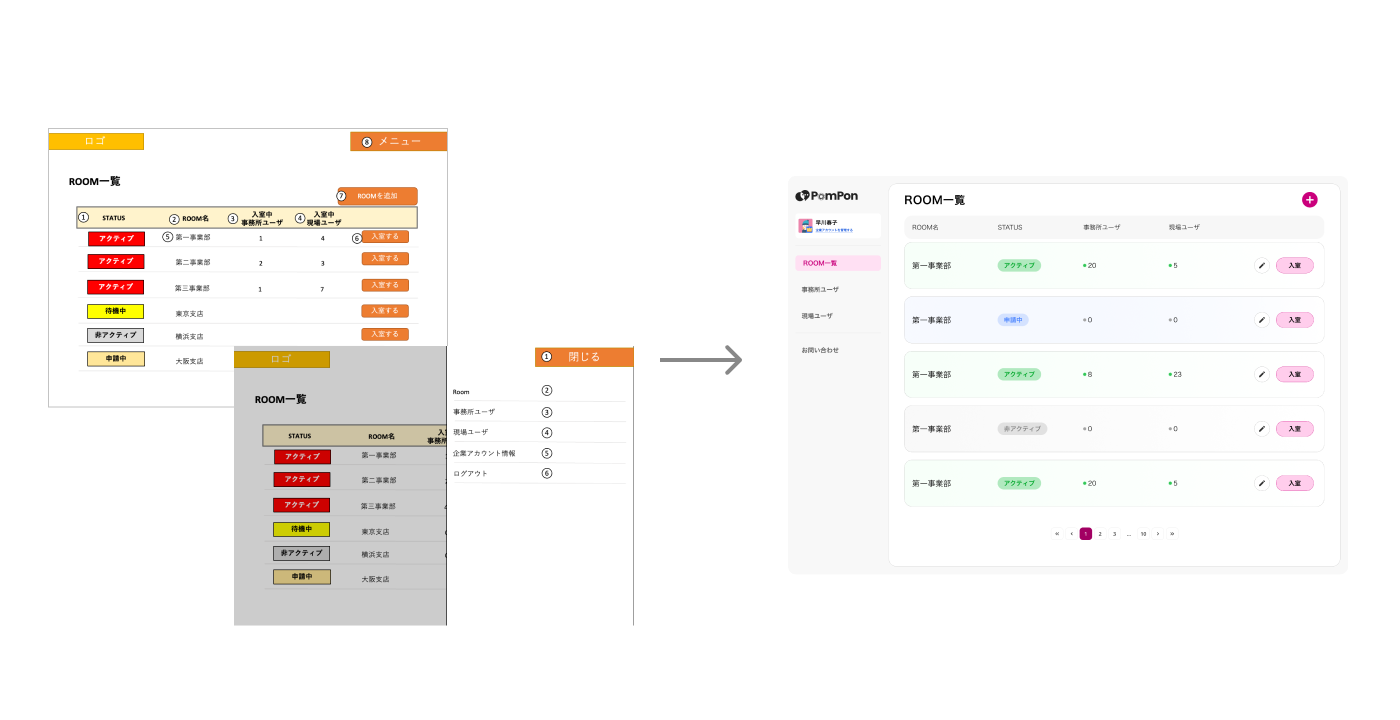 ロゴ
⑧ メニュー
ROOM一覧
⑦ ROOMを追加
① STATUS ② ROOM名 ③ 入室中 事務所ユーザ ④ 入室中 現場ユーザ
アクティブ ⑤ 第一事業部 1 4 ⑥ 入室する
アクティブ 第二事業部 2 3 入室する
アクティブ 第三事業部 1 7 入室する
待機中 東京支店 入室する
非アクティブ 横浜支店 入室する
申請中 大阪支店
ロゴ
ROOM一覧
STATUS ROOM名
アクティブ 第一事業部
アクティブ 第二事業部
アクティブ 第三事業部
待機中 東京支店
非アクティブ 横浜支店
申請中 大阪支店
① 閉じる
Room ②
事務所ユーザ ③
現場ユーザ ④
企業アカウント情報 ⑤
ログアウト ⑥
PomPon
早川春子
企業アカウントを管理する
ROOM一覧
事務所ユーザ
現場ユーザ
お問い合わせ
ROOM一覧
ROOM名 STATUS 事務所ユーザ 現場ユーザ
第一事業部 アクティブ 20 5 入室
第一事業部 申請中 0 0 入室
第一事業部 アクティブ 8 23 入室
第一事業部 非アクティブ 0 0 入室
第一事業部 アクティブ 20 5 入室
« ‹ 1 2 3 ... 10 › »